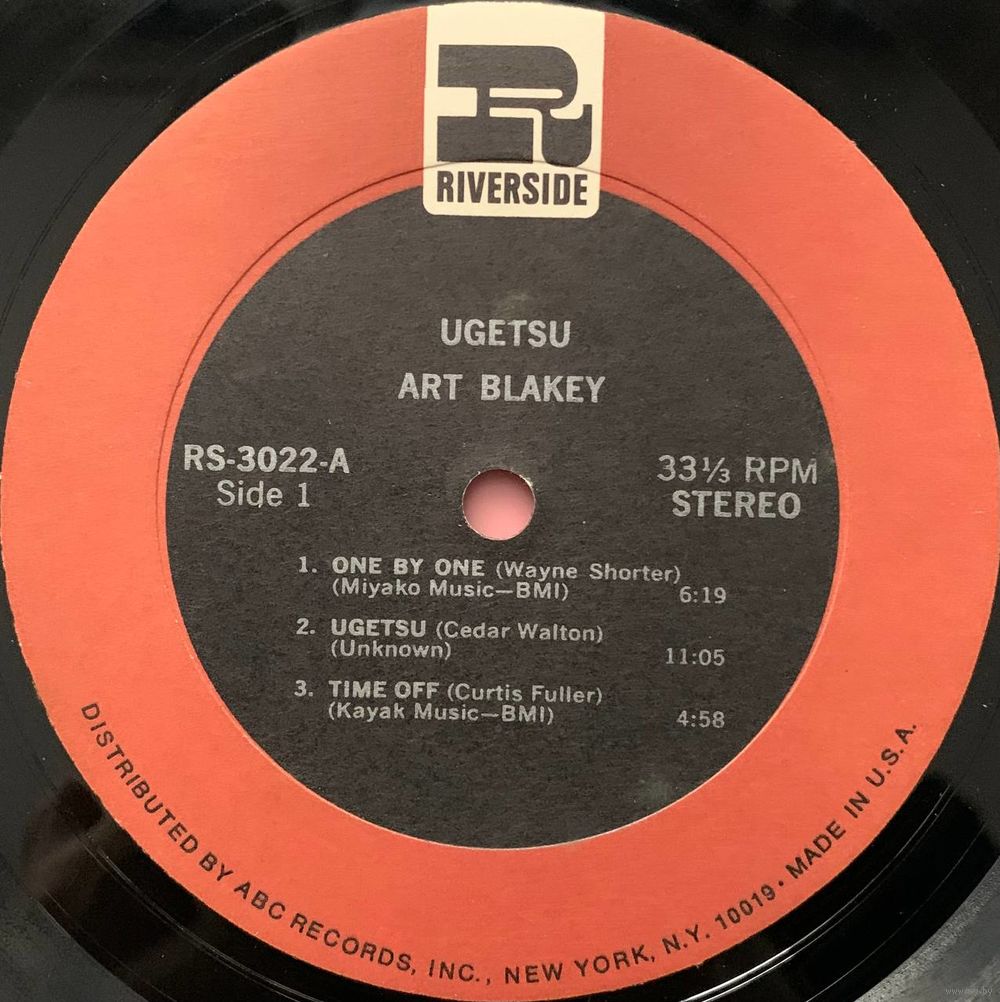 R
RIVERSIDE
UGETSU
ART BLAKEY
RS-3022-A
Side 1
33⅓ RPM
STEREO
1. ONE BY ONE (Wayne Shorter)
(Miyako Music—BMI) 6:19
2. UGETSU (Cedar Walton)
(Unknown) 11:05
3. TIME OFF (Curtis Fuller)
(Kayak Music—BMI) 4:58
DISTRIBUTED BY ABC RECORDS, INC., NEW YORK, N.Y. 10019 • MADE IN U.S.A.